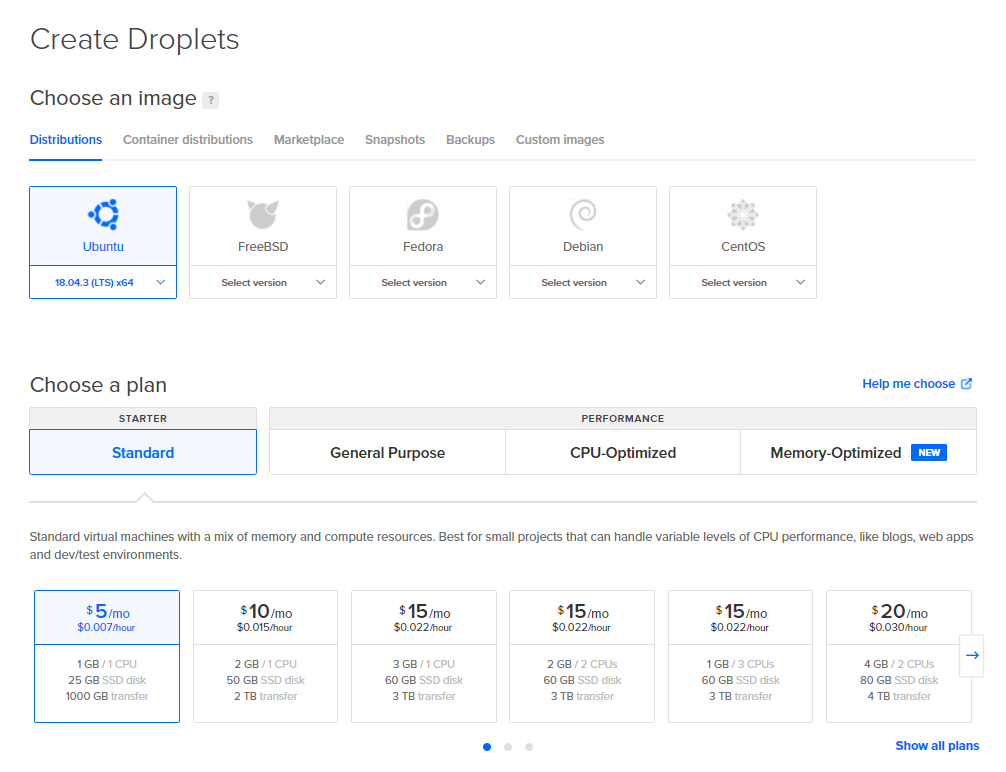 Create Droplets
Choose an image ?
Distributions Container distributions Marketplace Snapshots Backups Custom images
Ubuntu FreeBSD Fedora Debian CentOS
18.04.3 (LTS) x64 Select version Select version Select version Select version
Choose a plan Help me choose
STARTER PERFORMANCE
Standard General Purpose CPU-Optimized Memory-Optimized NEW
Standard virtual machines with a mix of memory and compute resources. Best for small projects that can handle variable levels of CPU performance, like blogs, web apps
and dev/test environments.
$5/mo $10/mo $15/mo $15/mo $15/mo $20/mo
$0.007/hour $0.015/hour $0.022/hour $0.022/hour $0.022/hour $0.030/hour
1 GB / 1 CPU 2 GB / 1 CPU 3 GB / 1 CPU 2 GB / 2 CPUs 1 GB / 3 CPUs 4 GB / 2 CPUs
25 GB SSD disk 50 GB SSD disk 60 GB SSD disk 60 GB SSD disk 60 GB SSD disk 80 GB SSD disk
1000 GB transfer 2 TB transfer 3 TB transfer 3 TB transfer 3 TB transfer 4 TB transfer
Show all plans